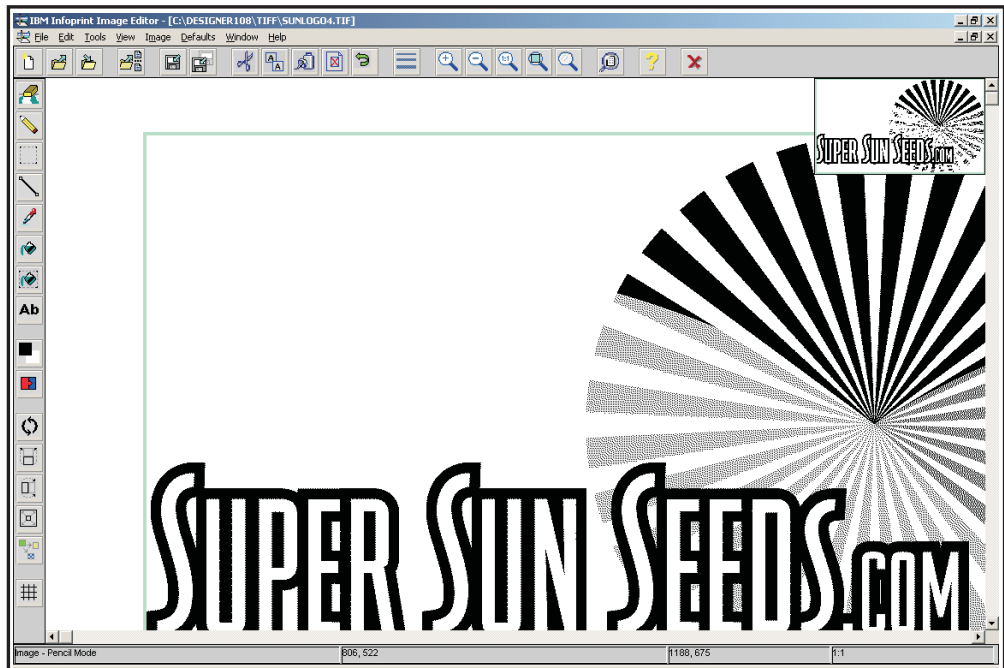 IBM Infoprint Image Editor - [C:\DESIGNER108\TIFF\SUNLOGO4.TIF]
File Edit Tools View Image Defaults Window Help
SUPER SUN SEEDS.COM
Ab
SUPER SUN SEEDS.COM
Image - Pencil Mode 806, 522 1188, 675 1:1